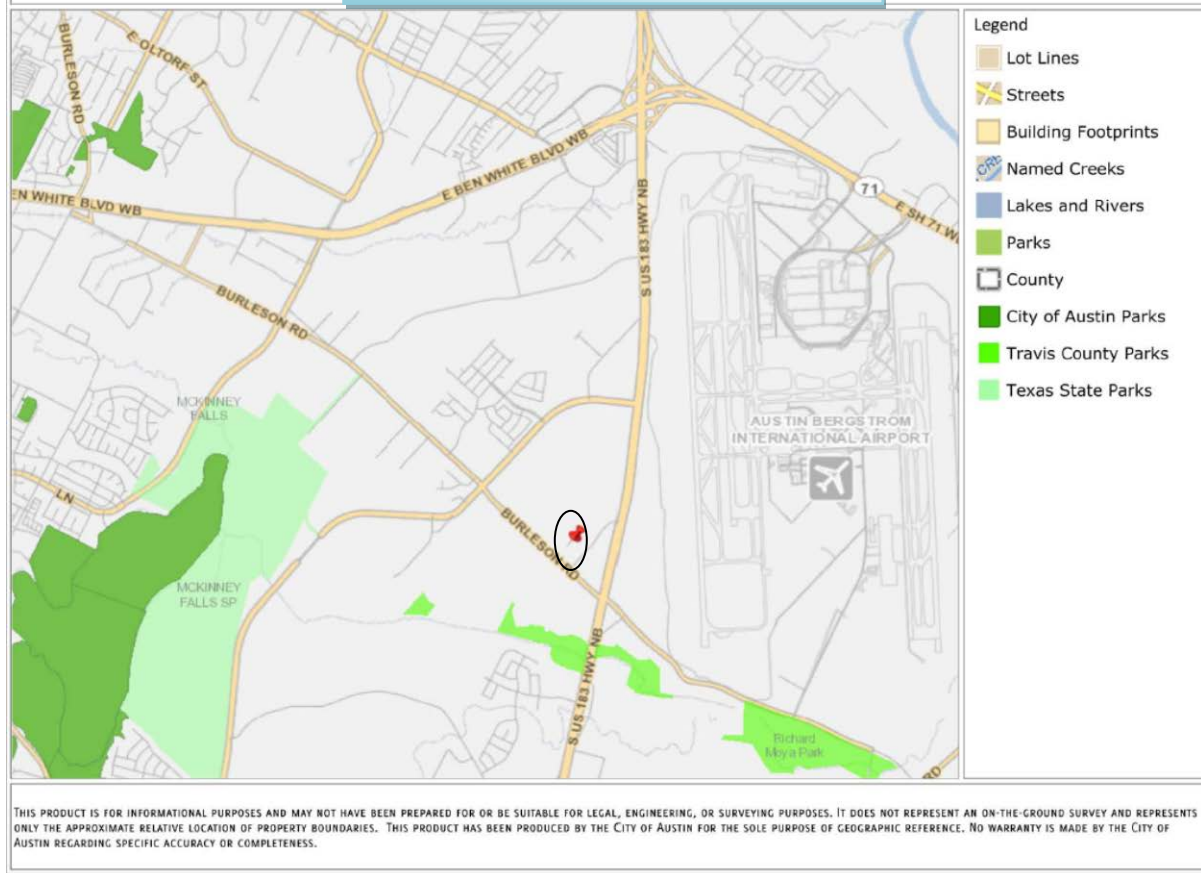 BURLESON RD
E OLTORF ST
EN WHITE BLVD WB
E BEN WHITE BLVD WB
S US 183 HWY NB
71
E SH 71 W
BURLESON RD
MCKINNEY
FALLS
AUSTIN BERGSTROM
INTERNATIONAL AIRPORT
LN
BURLESON RD
MCKINNEY
FALLS SP
S US 183 HWY NB
Richard
Moya Park
RD
Legend
Lot Lines
Streets
Building Footprints
CRE
Named Creeks
Lakes and Rivers
Parks
County
City of Austin Parks
Travis County Parks
Texas State Parks
THIS PRODUCT IS FOR INFORMATIONAL PURPOSES AND MAY NOT HAVE BEEN PREPARED FOR OR BE SUITABLE FOR LEGAL, ENGINEERING, OR SURVEYING PURPOSES. IT DOES NOT REPRESENT AN ON-THE-GROUND SURVEY AND REPRESENTS
ONLY THE APPROXIMATE RELATIVE LOCATION OF PROPERTY BOUNDARIES. THIS PRODUCT HAS BEEN PRODUCED BY THE CITY OF AUSTIN FOR THE SOLE PURPOSE OF GEOGRAPHIC REFERENCE. NO WARRANTY IS MADE BY THE CITY OF
AUSTIN REGARDING SPECIFIC ACCURACY OR COMPLETENESS.